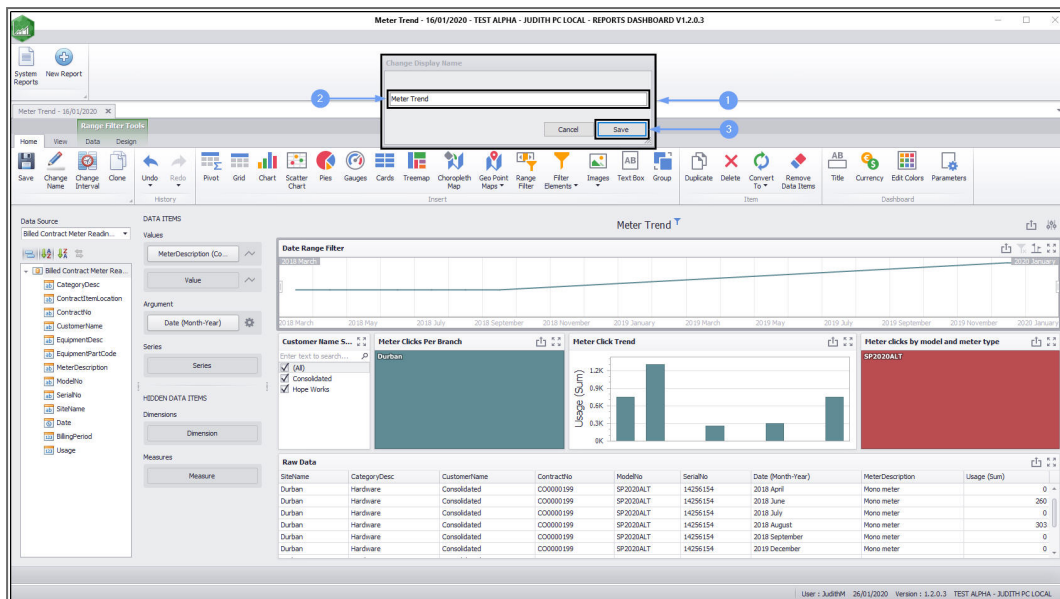 Meter Trend - 16/01/2020 - TEST ALPHA - JUDITH PC LOCAL - REPORTS DASHBOARD V1.2.0.3
System Reports
New Report
Change Display Name
Meter Trend
1
2
3
Cancel
Save
Meter Trend - 16/01/2020
Range Filter Tools
Home View Data Design
Save
Change Name
Change Interval
Clone
Undo
Redo
Pivot
Grid
Chart
Scatter Chart
Pies
Gauges
Cards
Treemap
Choropleth Map
Geo Point Maps
Range Filter
Filter Elements
Images
Text Box
Group
Duplicate
Delete
Convert To
Remove Data Items
Title
Currency
Edit Colors
Parameters
History
Insert
Item
Dashboard
Data Source
Billed Contract Meter Readin...
Billed Contract Meter Rea...
CategoryDesc
ContractItemLocation
ContractNo
CustomerName
EquipmentDesc
EquipmentPartCode
MeterDescription
ModelNo
SerialNo
SiteName
Date
BillingPeriod
Usage
DATA ITEMS
Values
MeterDescription (Co...
Value
Argument
Date (Month-Year)
Series
Series
HIDDEN DATA ITEMS
Dimensions
Dimension
Measures
Measure
Meter Trend
Date Range Filter
2018 March
2020 January
2018 March 2018 May 2018 July 2018 September 2018 November 2019 January 2019 March 2019 May 2019 July 2019 September 2019 November 2020 January
Customer Name S...
Enter text to search...
(All)
Consolidated
Hope Works
Meter Clicks Per Branch
Durban
Meter Click Trend
Usage (Sum)
1.2K
0.9K
0.6K
0.3K
0K
Meter clicks by model and meter type
SP2020ALT
Raw Data
SiteName CategoryDesc CustomerName ContractNo ModelNo SerialNo Date (Month-Year) MeterDescription Usage (Sum)
Durban Hardware Consolidated CO0000199 SP2020ALT 14256154 2018 April Mono meter 0
Durban Hardware Consolidated CO0000199 SP2020ALT 14256154 2018 June Mono meter 260
Durban Hardware Consolidated CO0000199 SP2020ALT 14256154 2018 July Mono meter 0
Durban Hardware Consolidated CO0000199 SP2020ALT 14256154 2018 August Mono meter 303
Durban Hardware Consolidated CO0000199 SP2020ALT 14256154 2018 September Mono meter 0
Durban Hardware Consolidated CO0000199 SP2020ALT 14256154 2019 December Mono meter 0
User : JudithM 26/01/2020 Version : 1.2.0.3 TEST ALPHA - JUDITH PC LOCAL